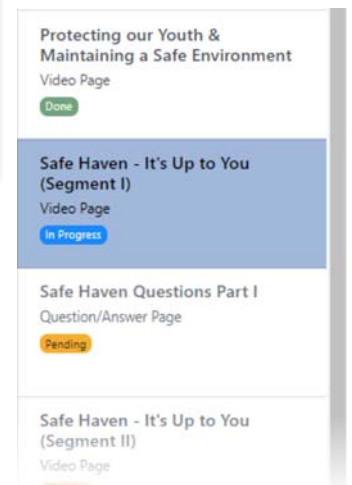 Protecting our Youth &
Maintaining a Safe Environment
Video Page
Done
Safe Haven - It's Up to You
(Segment I)
Video Page
In Progress
Safe Haven Questions Part I
Question/Answer Page
Pending
Safe Haven - It's Up to You
(Segment II)
Video Page